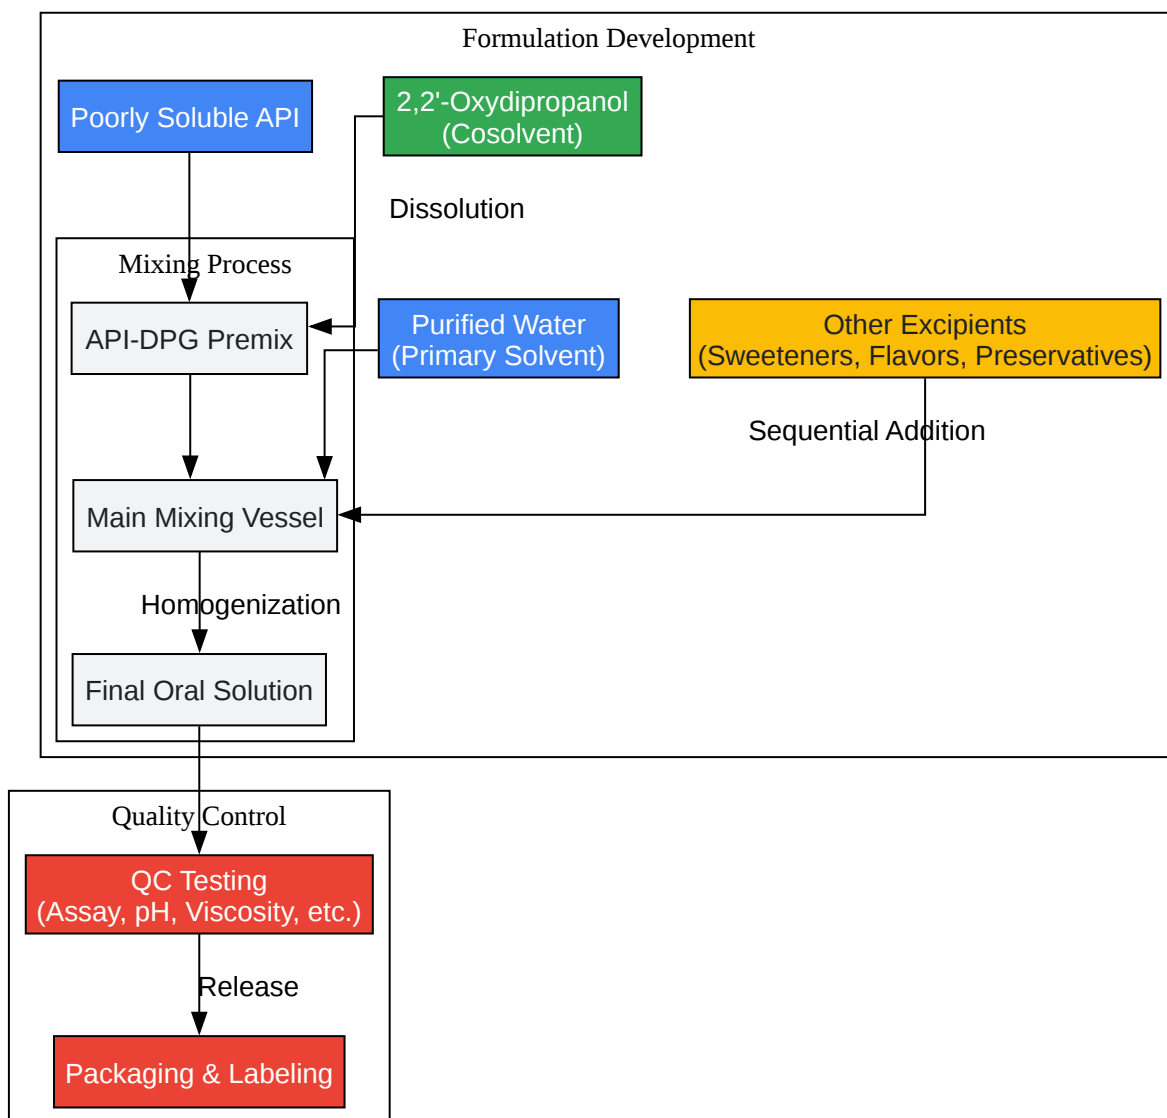 Formulation Development
Poorly Soluble API
2,2'-Oxydipropanol
(Cosolvent)
Dissolution
Mixing Process
API-DPG Premix
Purified Water
(Primary Solvent)
Other Excipients
(Sweeteners, Flavors, Preservatives)
Sequential Addition
Main Mixing Vessel
Homogenization
Final Oral Solution
Quality Control
QC Testing
(Assay, pH, Viscosity, etc.)
Release
Packaging & Labeling